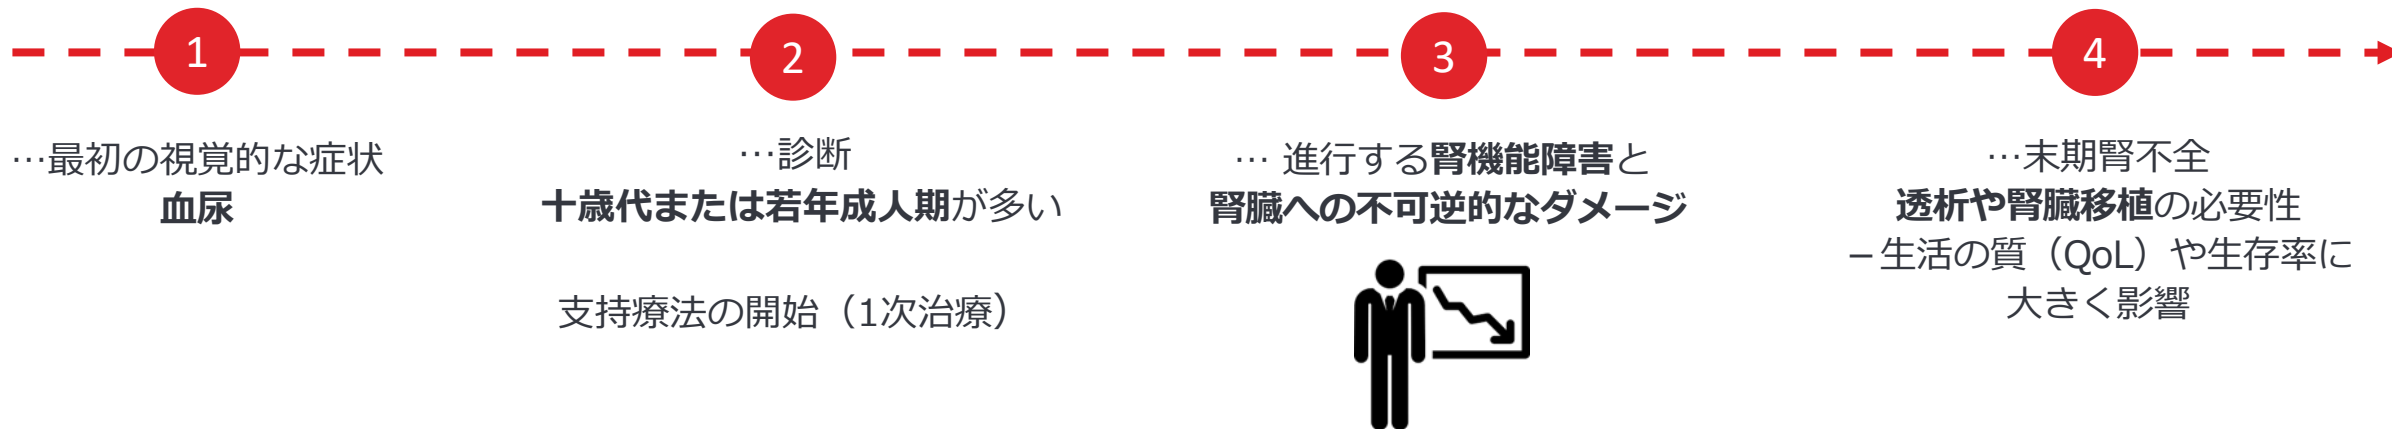 1
…最初の視覚的な症状
血尿
2
…診断
十歳代または若年成人期が多い
支持療法の開始（1次治療）
3
… 進行する腎機能障害と
腎臓への不可逆的なダメージ
4
…末期腎不全
透析や腎臓移植の必要性
– 生活の質（QoL）や生存率に
大きく影響